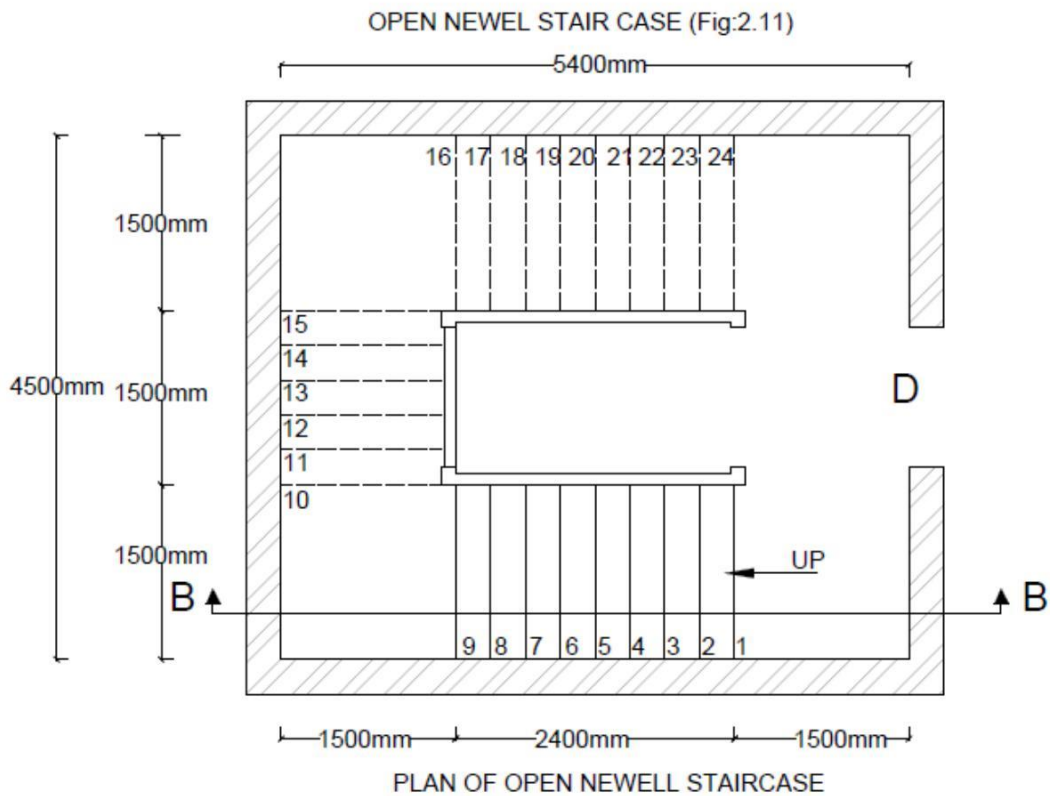 OPEN NEWEL STAIR CASE (Fig:2.11)
5400mm
16 17 18 19 20 21 22 23 24
1500mm
15
14
4500mm 1500mm 13 D
12
11
10
1500mm
UP
B B
9 8 7 6 5 4 3 2 1
1500mm 2400mm 1500mm
PLAN OF OPEN NEWELL STAIRCASE